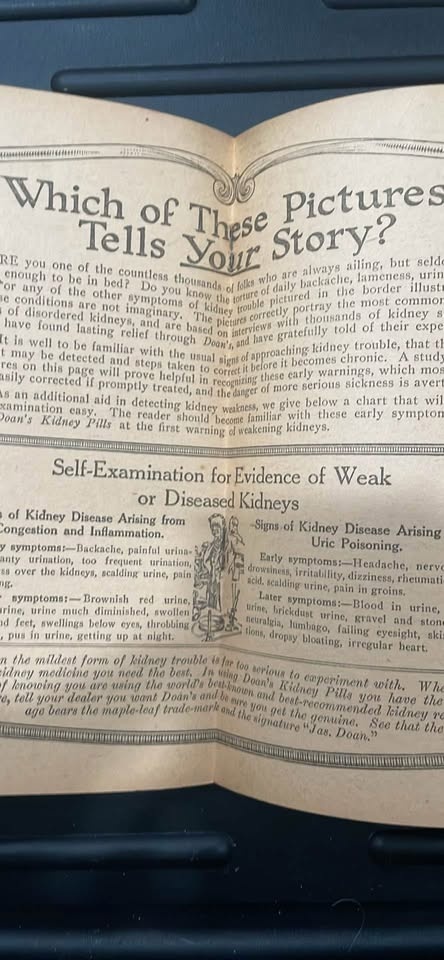 Which of These Pictures
Tells Your Story?
RE you one of the countless thousands of folks who are always ailing, but seldo
enough to be in bed? Do you know the torture of daily backache, lameness, urin
or any of the other symptoms of kidney trouble pictured in the border illust
se conditions are not imaginary. The pictures correctly portray the most common
s of disordered kidneys, and are based on interviews with thousands of kidney s
have found lasting relief through Doan's, and have gratefully told of their expe
It is well to be familiar with the usual signs of approaching kidney trouble, that th
t may be detected and steps taken to correct it before it becomes chronic. A study
res on this page will prove helpful in recognizing these early warnings, which mos
asily corrected if promptly treated, and the danger of more serious sickness is avert
As an additional aid in detecting kidney weakness, we give below a chart that will
xamination easy. The reader should become familiar with these early symptom
Doan's Kidney Pills at the first warning of weakening kidneys.
Self-Examination for Evidence of Weak
or Diseased Kidneys
s of Kidney Disease Arising from
Congestion and Inflammation.
y symptoms:—Backache, painful urina-
anty urination, too frequent urination,
ss over the kidneys, scalding urine, pain
ng.
r symptoms:—Brownish red urine,
urine, urine much diminished, swollen
nd feet, swellings below eyes, throbbing
, pus in urine, getting up at night.
Signs of Kidney Disease Arising
Uric Poisoning.
Early symptoms:—Headache, nervo
drowsiness, irritability, dizziness, rheumati
acid, scalding urine, pain in groins.
Later symptoms:—Blood in urine,
urine, brickdust urine, gravel and stone
neuralgia, lumbago, failing eyesight, ski
tions, dropsy bloating, irregular heart.
n the mildest form of kidney trouble is far too serious to experiment with. Whe
kidney medicine you need the best. In using Doan's Kidney Pills you have the
f knowing you are using the world's best-known and best-recommended kidney re
e, tell your dealer you want Doan's and be sure you get the genuine. See that the
age bears the maple-leaf trade-mark and the signature "Jas. Doan."